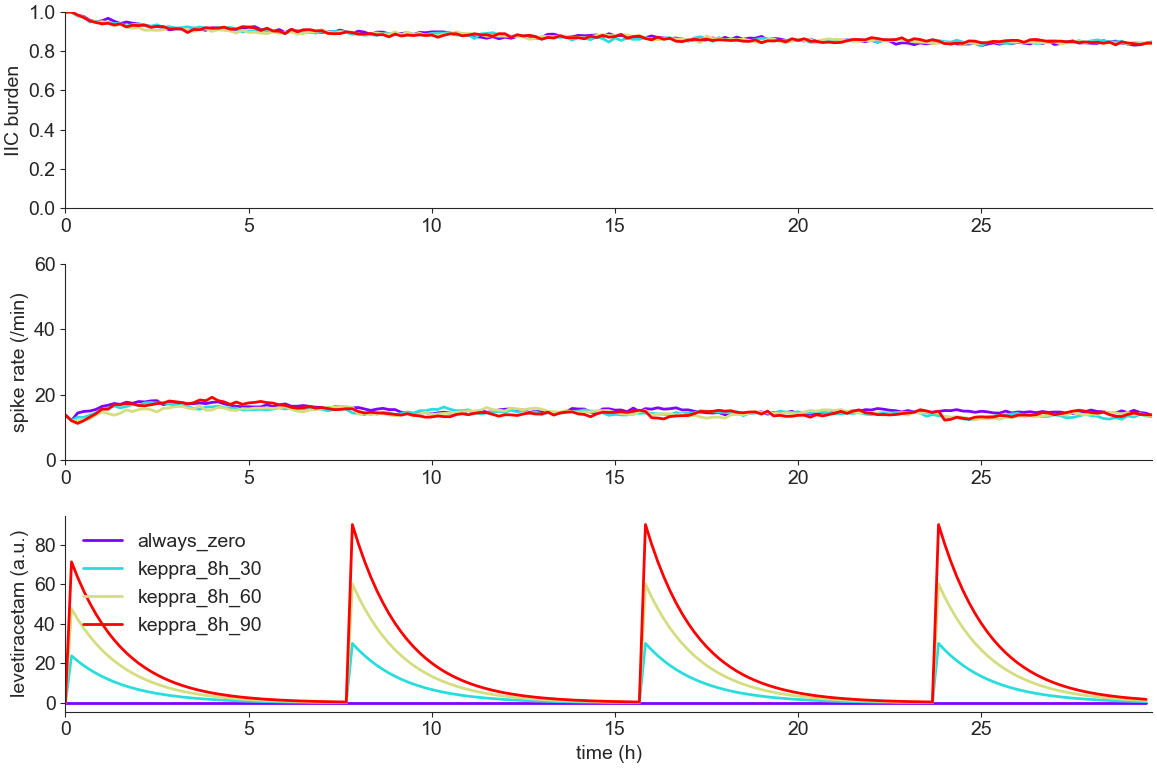 1.0
0.8
0.6
0.4
0.2
0.0
IIC burden
0 5 10 15 20 25
60
40
20
0
spike rate (/min)
0 5 10 15 20 25
80
60
40
20
0
levetiracetam (a.u.)
always_zero
keppra_8h_30
keppra_8h_60
keppra_8h_90
0 5 10 15 20 25
time (h)